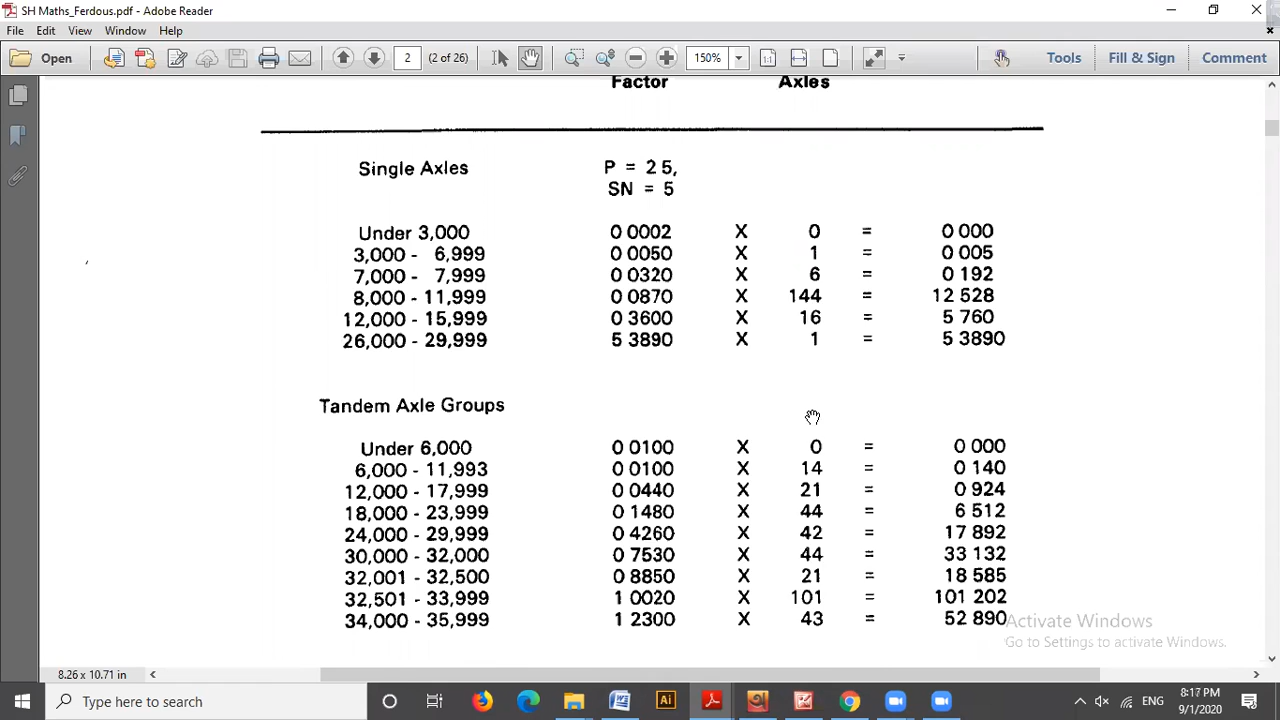 SH Maths_Ferdous.pdf - Adobe Reader
File Edit View Window Help
Open 2 (2 of 26) 150% Tools Fill & Sign Comment
Factor Axles
Single Axles P = 2 5,
SN = 5
Under 3,000 0 0002 X 0 = 0 000
3,000 - 6,999 0 0050 X 1 = 0 005
7,000 - 7,999 0 0320 X 6 = 0 192
8,000 - 11,999 0 0870 X 144 = 12 528
12,000 - 15,999 0 3600 X 16 = 5 760
26,000 - 29,999 5 3890 X 1 = 5 3890
Tandem Axle Groups
Under 6,000 0 0100 X 0 = 0 000
6,000 - 11,993 0 0100 X 14 = 0 140
12,000 - 17,999 0 0440 X 21 = 0 924
18,000 - 23,999 0 1480 X 44 = 6 512
24,000 - 29,999 0 4260 X 42 = 17 892
30,000 - 32,000 0 7530 X 44 = 33 132
32,001 - 32,500 0 8850 X 21 = 18 585
32,501 - 33,999 1 0020 X 101 = 101 202
34,000 - 35,999 1 2300 X 43 = 52 890
Activate Windows
Go to Settings to activate Windows.
8.26 x 10.71 in
Type here to search
Ai
ENG
8:17 PM
9/1/2020